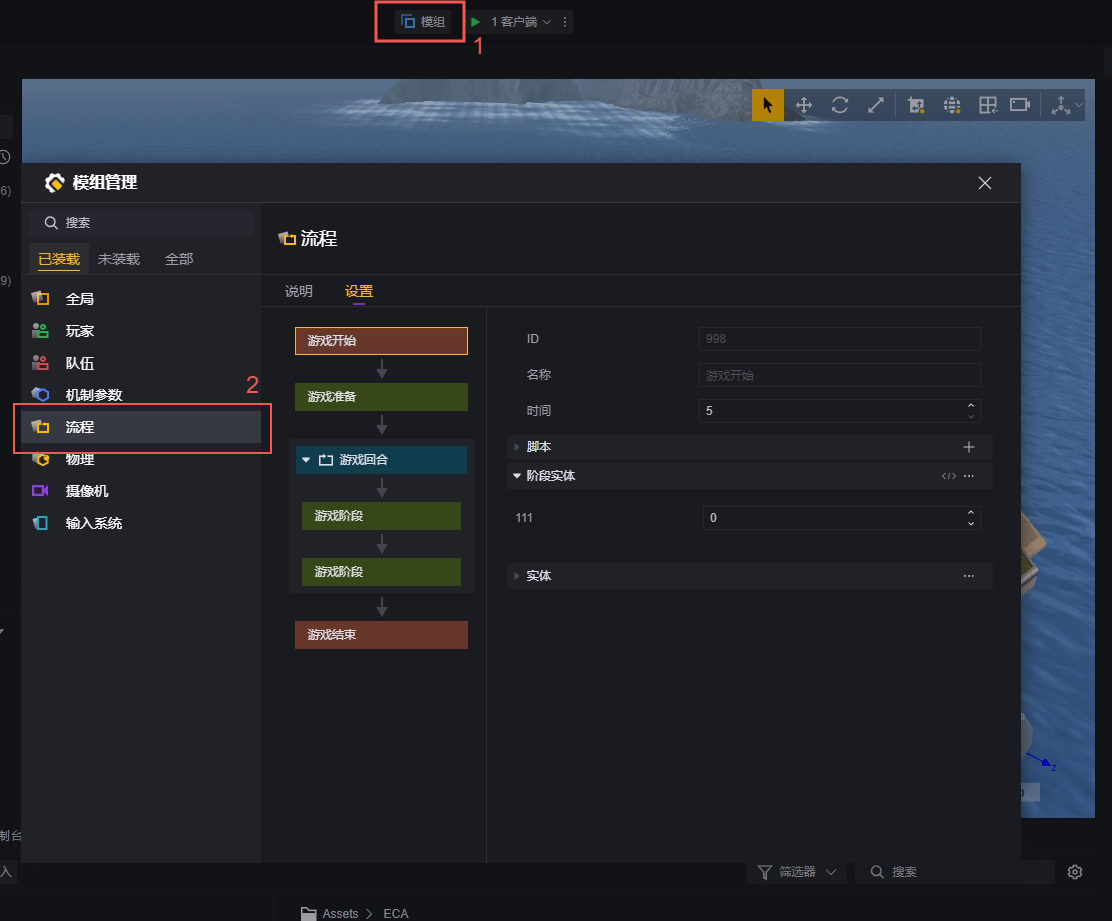 模组
1 客户端
1
6)
9)
模组管理
搜索
已装载
未装载
全部
全局
玩家
队伍
机制参数
2
流程
物理
摄像机
输入系统
流程
说明
设置
游戏开始
游戏准备
游戏回合
游戏阶段
游戏阶段
游戏结束
ID
998
名称
游戏开始
时间
5
脚本
阶段实体
111
0
实体
z
制台
入
筛选器
搜索
Assets
ECA